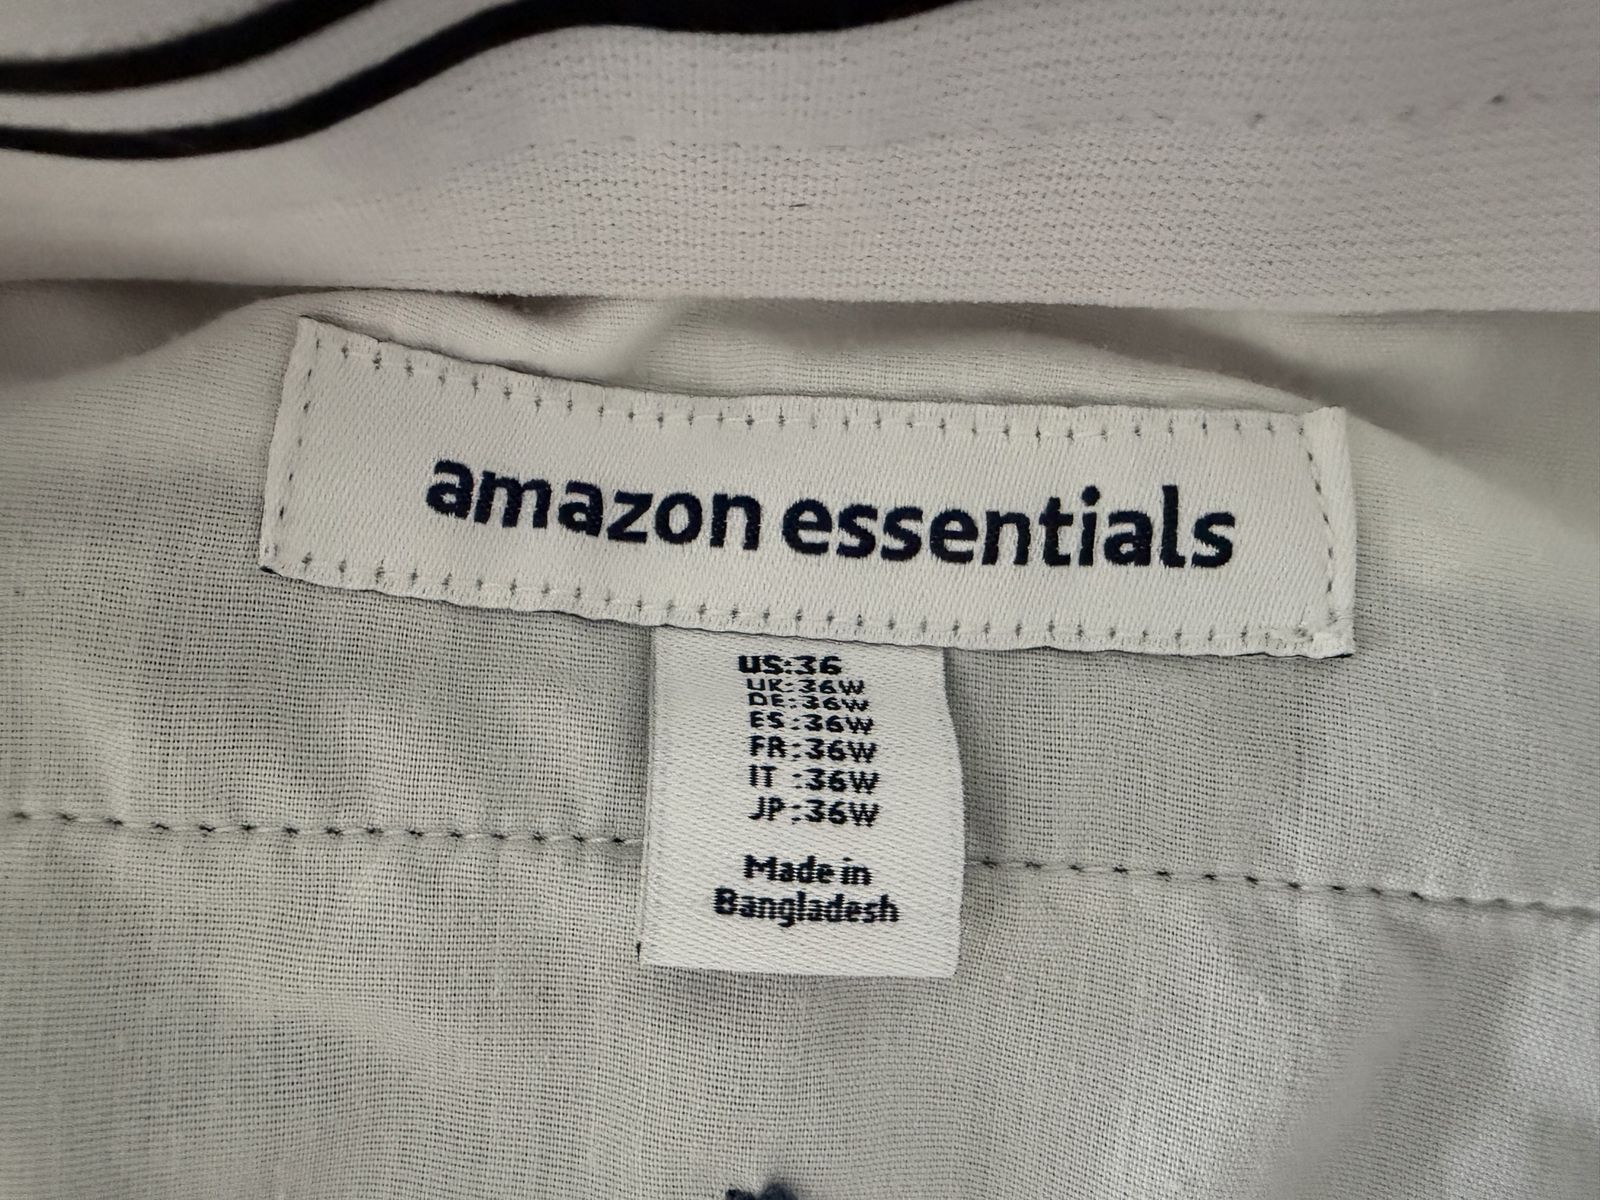 amazon essentials
US:36
UK:36W
DE:36W
ES:36W
FR:36W
IT :36W
JP:36W
Made in
Bangladesh